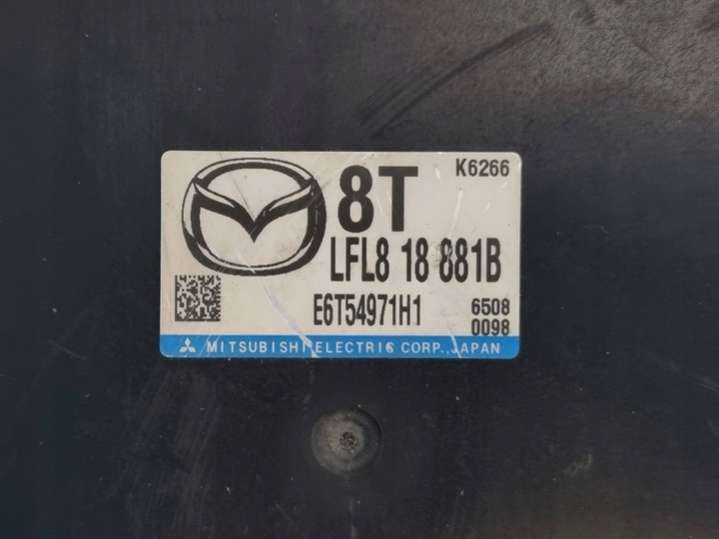 K6266
8T
LFL8 18 881B
E6T54971H1 6508
0098
MITSUBISHI ELECTRIC CORP., JAPAN